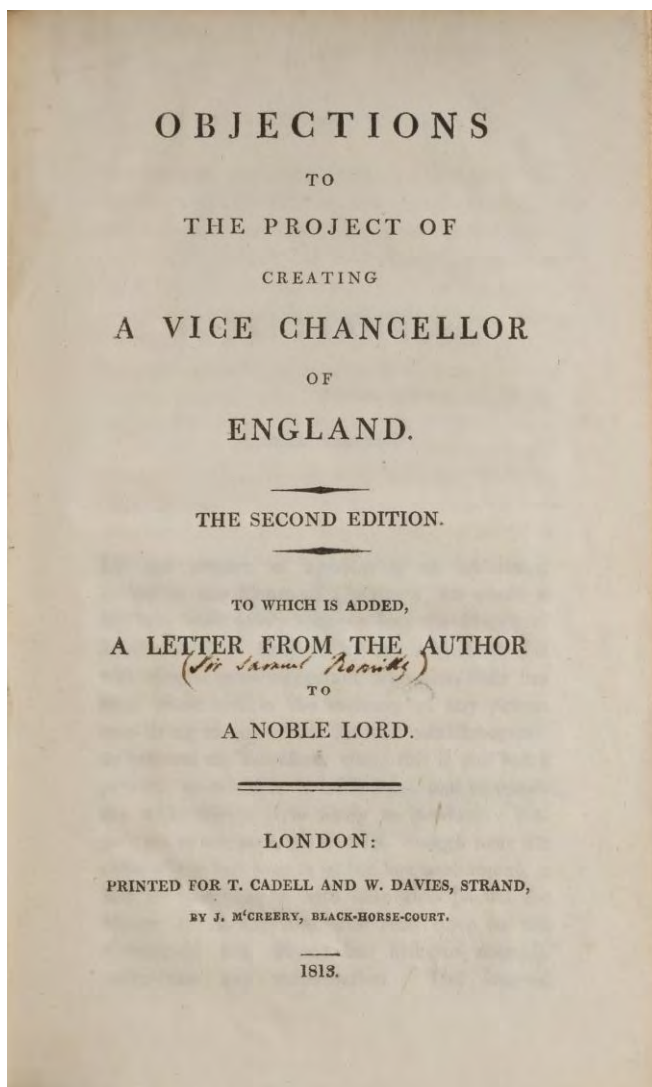 OBJECTIONS
TO
THE PROJECT OF
CREATING
A VICE CHANCELLOR
OF
ENGLAND.
THE SECOND EDITION.
TO WHICH IS ADDED,
A LETTER FROM THE AUTHOR
(Sir Samuel Romilly)
TO
A NOBLE LORD.
LONDON:
PRINTED FOR T. CADELL AND W. DAVIES, STRAND,
BY J. M‘CREERY, BLACK-HORSE-COURT.
1813.